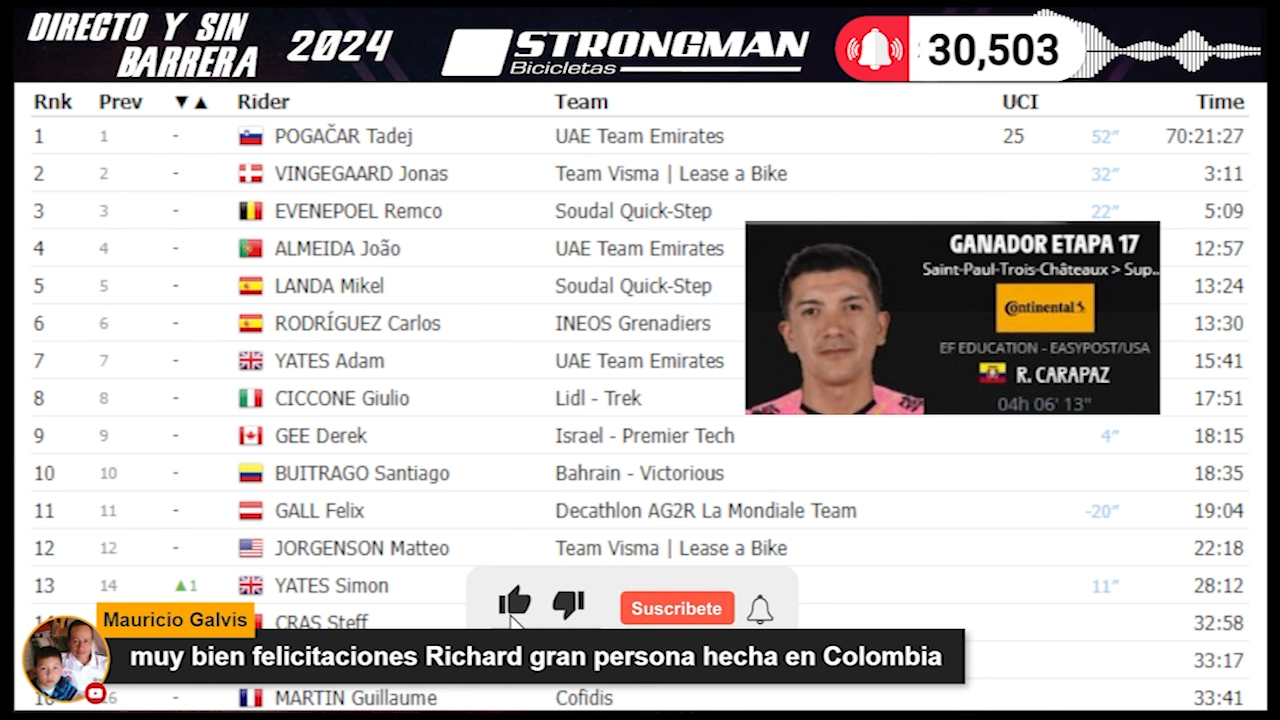 DIRECTO Y SIN BARRERA 2024 STRONGMAN Bicicletas 30,503
Rnk Prev ▼▲ Rider Team UCI Time
1 1 - POGAČAR Tadej UAE Team Emirates 25 52″ 70:21:27
2 2 - VINGEGAARD Jonas Team Visma | Lease a Bike 32″ 3:11
3 3 - EVENEPOEL Remco Soudal Quick-Step 22″ 5:09
4 4 - ALMEIDA João UAE Team Emirates 12:57
5 5 - LANDA Mikel Soudal Quick-Step 13:24
6 6 - RODRÍGUEZ Carlos INEOS Grenadiers 13:30
7 7 - YATES Adam UAE Team Emirates 15:41
8 8 - CICCONE Giulio Lidl - Trek 17:51
9 9 - GEE Derek Israel - Premier Tech 4″ 18:15
10 10 - BUITRAGO Santiago Bahrain - Victorious 18:35
11 11 - GALL Felix Decathlon AG2R La Mondiale Team -20″ 19:04
12 12 - JORGENSON Matteo Team Visma | Lease a Bike 22:18
13 14 ▲1 YATES Simon 11″ 28:12
CRAS Steff 32:58
33:17
16 - MARTIN Guillaume Cofidis 33:41
GANADOR ETAPA 17
Saint-Paul-Trois-Châteaux > Sup..
Continental
EF EDUCATION - EASYPOST/USA
R. CARAPAZ
04h 06' 13"
Suscribete
Mauricio Galvis
muy bien felicitaciones Richard gran persona hecha en Colombia